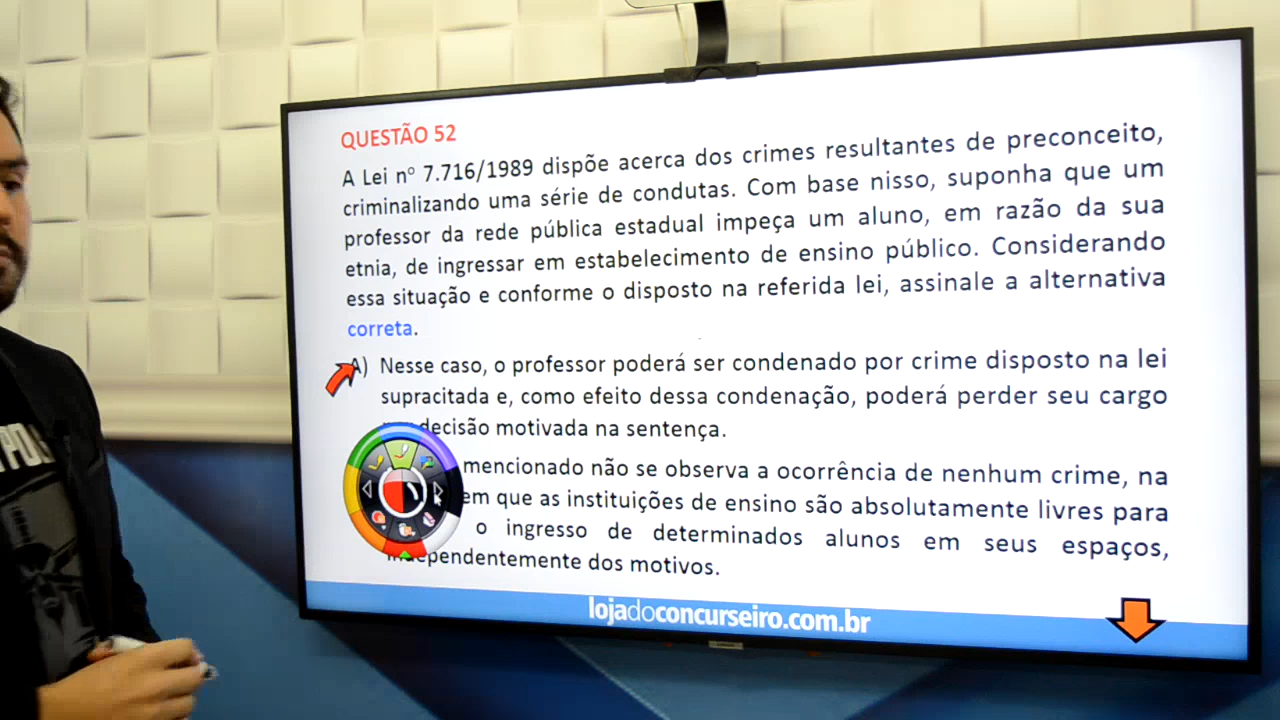 QUESTÃO 52
A Lei nº 7.716/1989 dispõe acerca dos crimes resultantes de preconceito,
criminalizando uma série de condutas. Com base nisso, suponha que um
professor da rede pública estadual impeça um aluno, em razão da sua
etnia, de ingressar em estabelecimento de ensino público. Considerando
essa situação e conforme o disposto na referida lei, assinale a alternativa
correta.
A) Nesse caso, o professor poderá ser condenado por crime disposto na lei
supracitada e, como efeito dessa condenação, poderá perder seu cargo
decisão motivada na sentença.
mencionado não se observa a ocorrência de nenhum crime, na
em que as instituições de ensino são absolutamente livres para
o ingresso de determinados alunos em seus espaços,
independentemente dos motivos.
lojadoconcurseiro.com.br